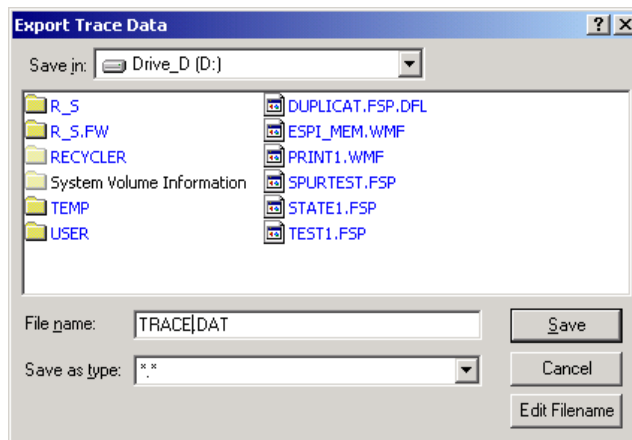 Export Trace Data
Save in: Drive_D (D:)
R_S
R_S.FW
RECYCLER
System Volume Information
TEMP
USER
DUPLICAT.FSP.DFL
ESPI_MEM.WMF
PRINT1.WMF
SPURTEST.FSP
STATE1.FSP
TEST1.FSP
File name: TRACE.DAT
Save
Save as type: *.*
Cancel
Edit Filename